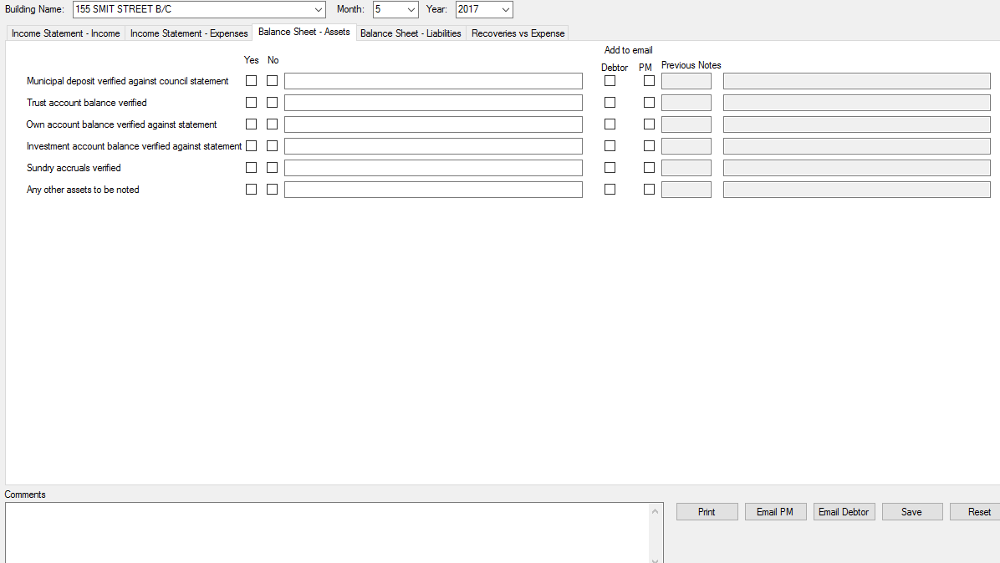 Building Name: 155 SMIT STREET B/C Month: 5 Year: 2017
Income Statement - Income Income Statement - Expenses Balance Sheet - Assets Balance Sheet - Liabilities Recoveries vs Expense
Add to email
Yes No Debtor PM Previous Notes
Municipal deposit verified against council statement
Trust account balance verified
Own account balance verified against statement
Investment account balance verified against statement
Sundry accruals verified
Any other assets to be noted
Comments
Print Email PM Email Debtor Save Reset